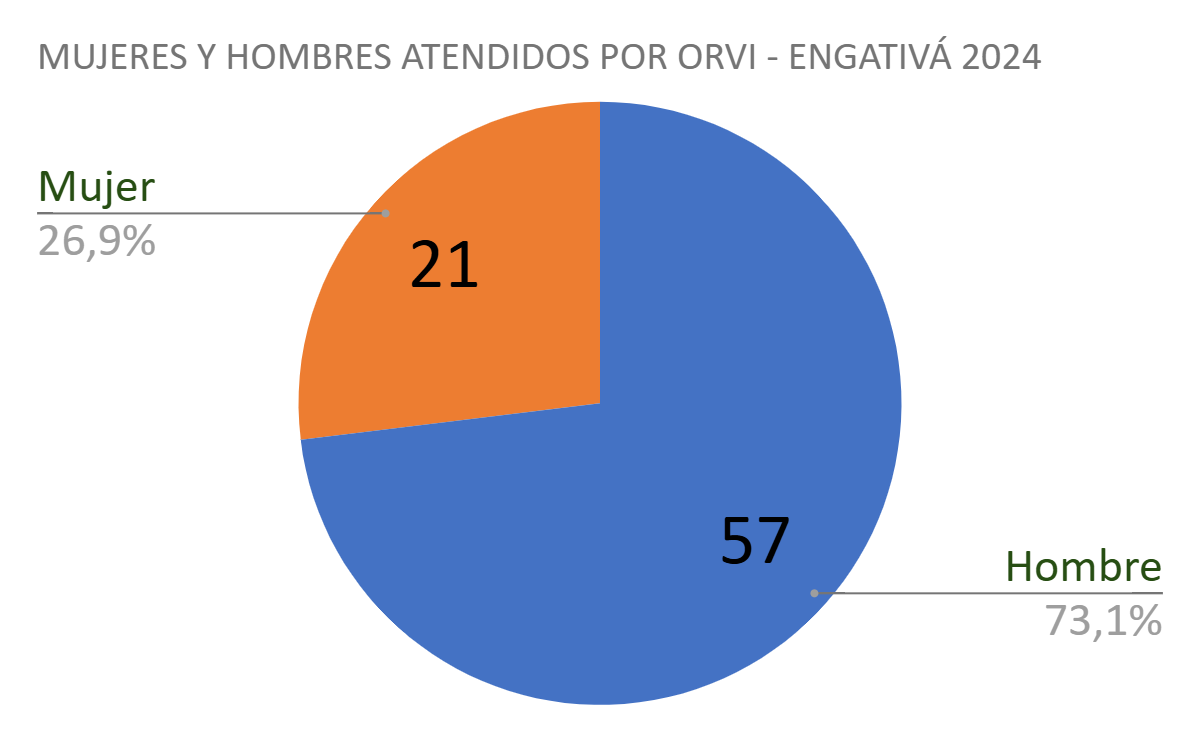 MUJERES Y HOMBRES ATENDIDOS POR ORVI - ENGATIVÁ 2024
Mujer
26,9%
21
57
Hombre
73,1%